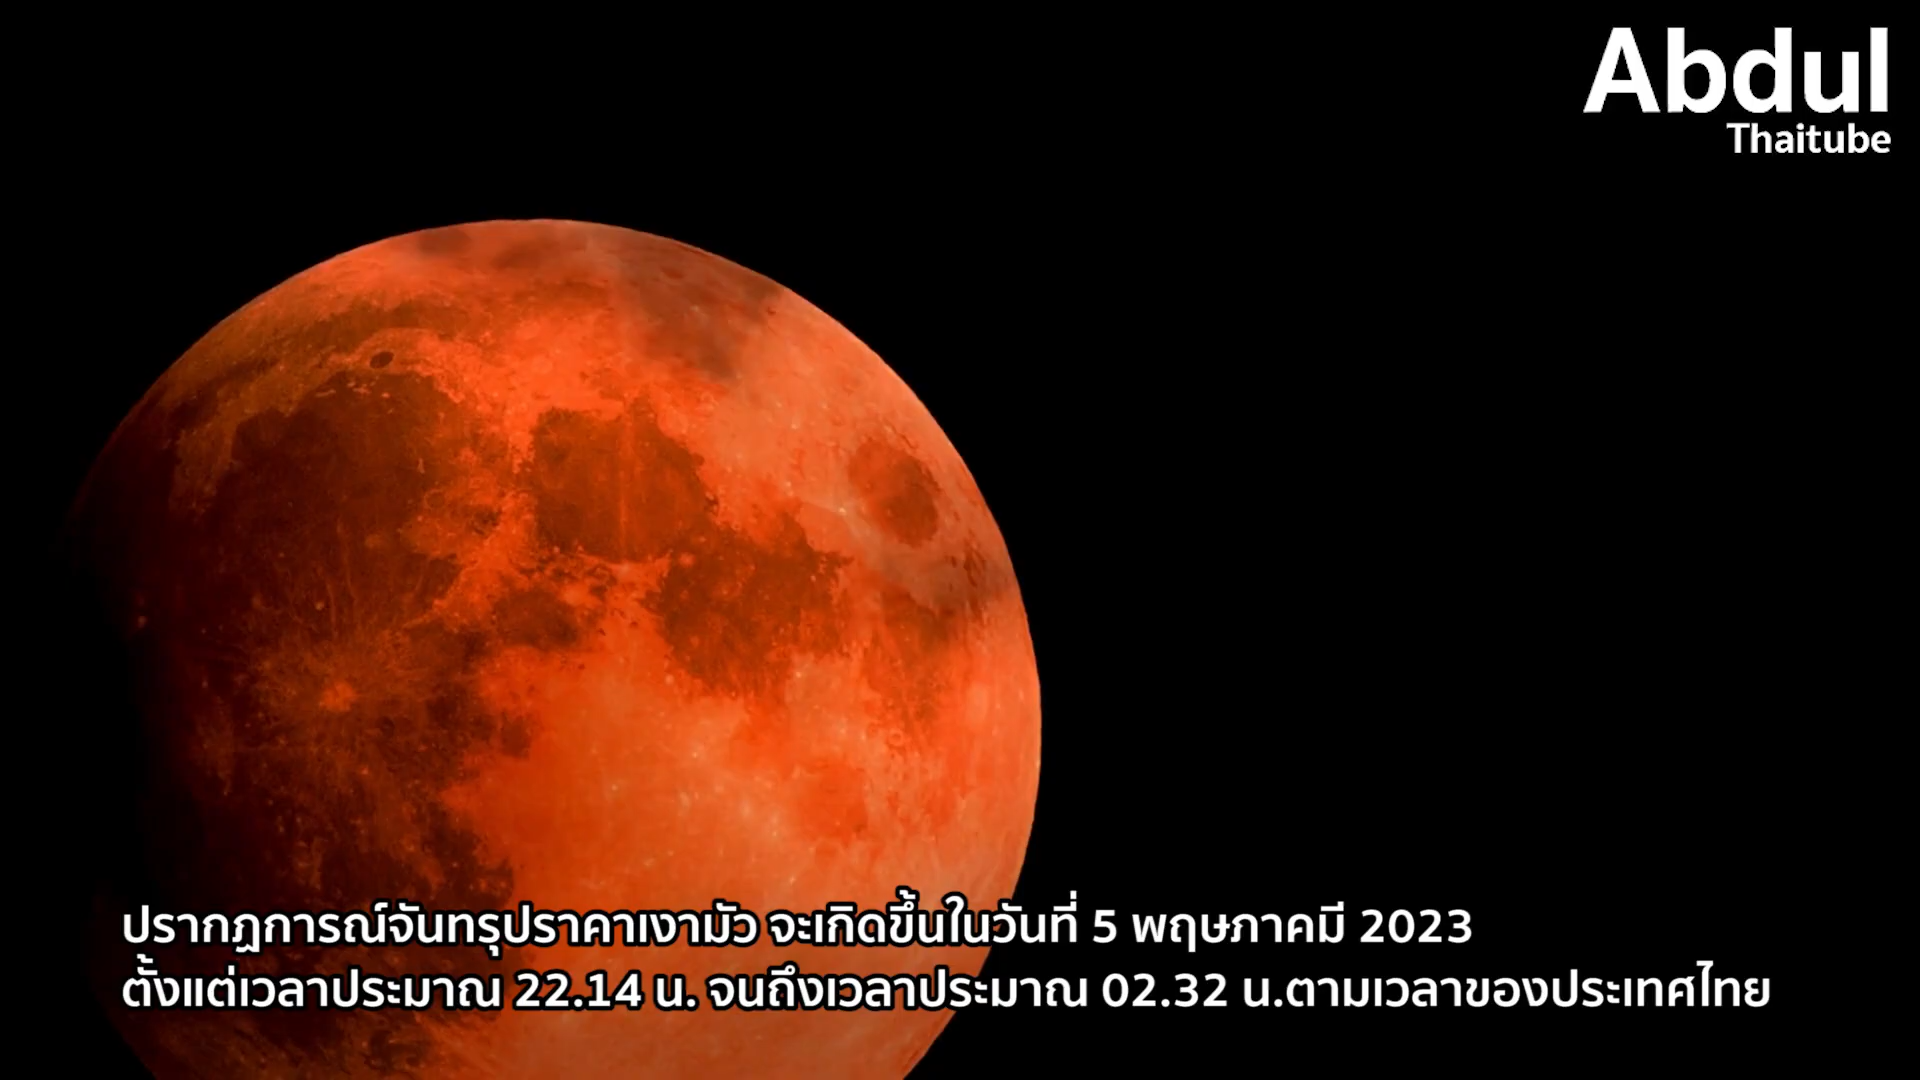 Abdul
Thaitube
ปรากฏการณ์จันทรุปราคาเงามัว จะเกิดขึ้นในวันที่ 5 พฤษภาคมี 2023
ตั้งแต่เวลาประมาณ 22.14 น. จนถึงเวลาประมาณ 02.32 น.ตามเวลาของประเทศไทย